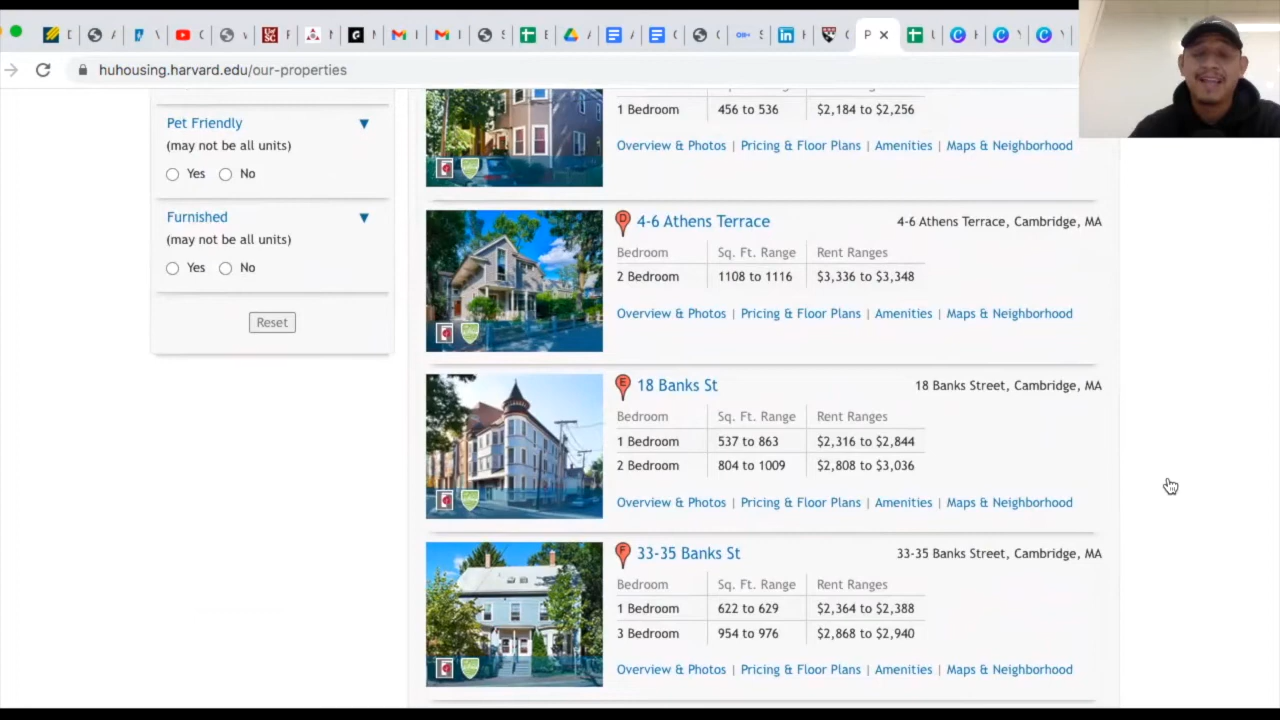 huhousing.harvard.edu/our-properties
Pet Friendly
(may not be all units)
Yes No
Furnished
(may not be all units)
Yes No
Reset
1 Bedroom 456 to 536 $2,184 to $2,256
Overview & Photos | Pricing & Floor Plans | Amenities | Maps & Neighborhood
D 4-6 Athens Terrace 4-6 Athens Terrace, Cambridge, MA
Bedroom Sq. Ft. Range Rent Ranges
2 Bedroom 1108 to 1116 $3,336 to $3,348
Overview & Photos | Pricing & Floor Plans | Amenities | Maps & Neighborhood
E 18 Banks St 18 Banks Street, Cambridge, MA
Bedroom Sq. Ft. Range Rent Ranges
1 Bedroom 537 to 863 $2,316 to $2,844
2 Bedroom 804 to 1009 $2,808 to $3,036
Overview & Photos | Pricing & Floor Plans | Amenities | Maps & Neighborhood
F 33-35 Banks St 33-35 Banks Street, Cambridge, MA
Bedroom Sq. Ft. Range Rent Ranges
1 Bedroom 622 to 629 $2,364 to $2,388
3 Bedroom 954 to 976 $2,868 to $2,940
Overview & Photos | Pricing & Floor Plans | Amenities | Maps & Neighborhood